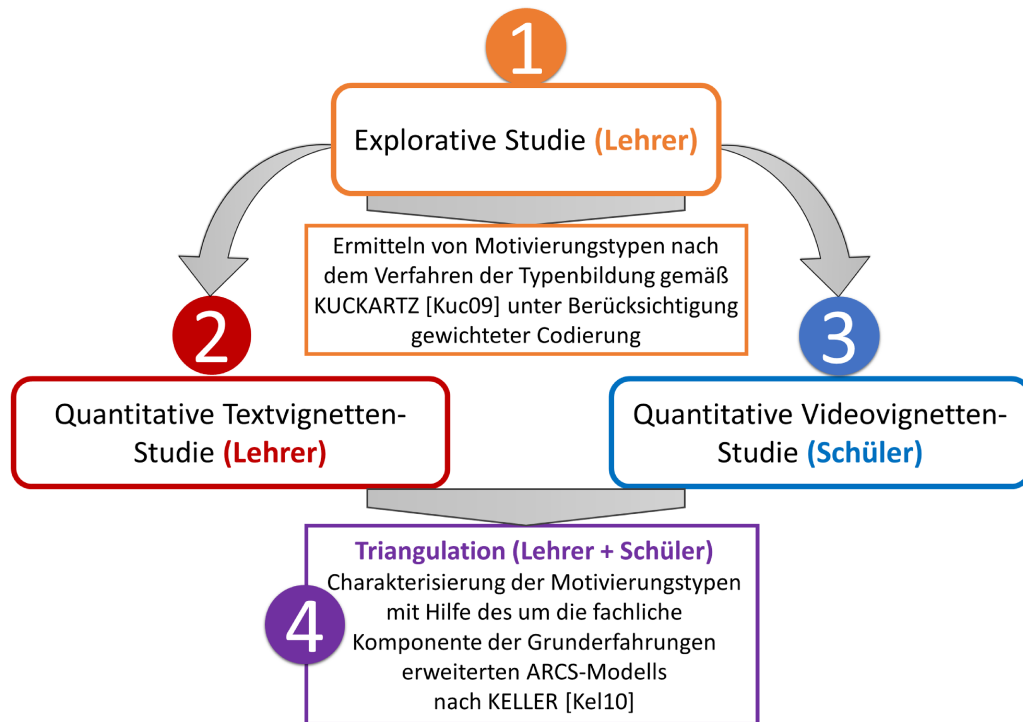 1
Explorative Studie (Lehrer)
Ermitteln von Motivierungstypen nach
dem Verfahren der Typenbildung gemäß
KUCKARTZ [Kuc09] unter Berücksichtigung
gewichteter Codierung
2
Quantitative Textvignetten-
Studie (Lehrer)
3
Quantitative Videovignetten-
Studie (Schüler)
4
Triangulation (Lehrer + Schüler)
Charakterisierung der Motivierungstypen
mit Hilfe des um die fachliche
Komponente der Grunderfahrungen
erweiterten ARCS-Modells
nach KELLER [Kel10]